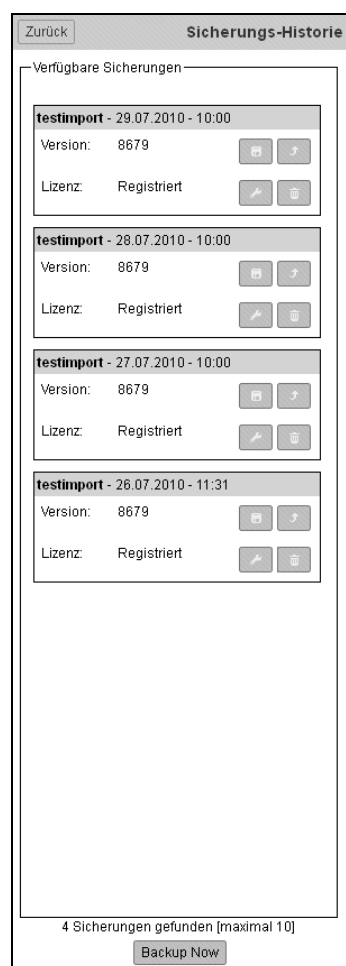 Zurück Sicherungs-Historie
Verfügbare Sicherungen
testimport - 29.07.2010 - 10:00
Version: 8679
Lizenz: Registriert
testimport - 28.07.2010 - 10:00
Version: 8679
Lizenz: Registriert
testimport - 27.07.2010 - 10:00
Version: 8679
Lizenz: Registriert
testimport - 26.07.2010 - 11:31
Version: 8679
Lizenz: Registriert
4 Sicherungen gefunden [maximal 10]
Backup Now